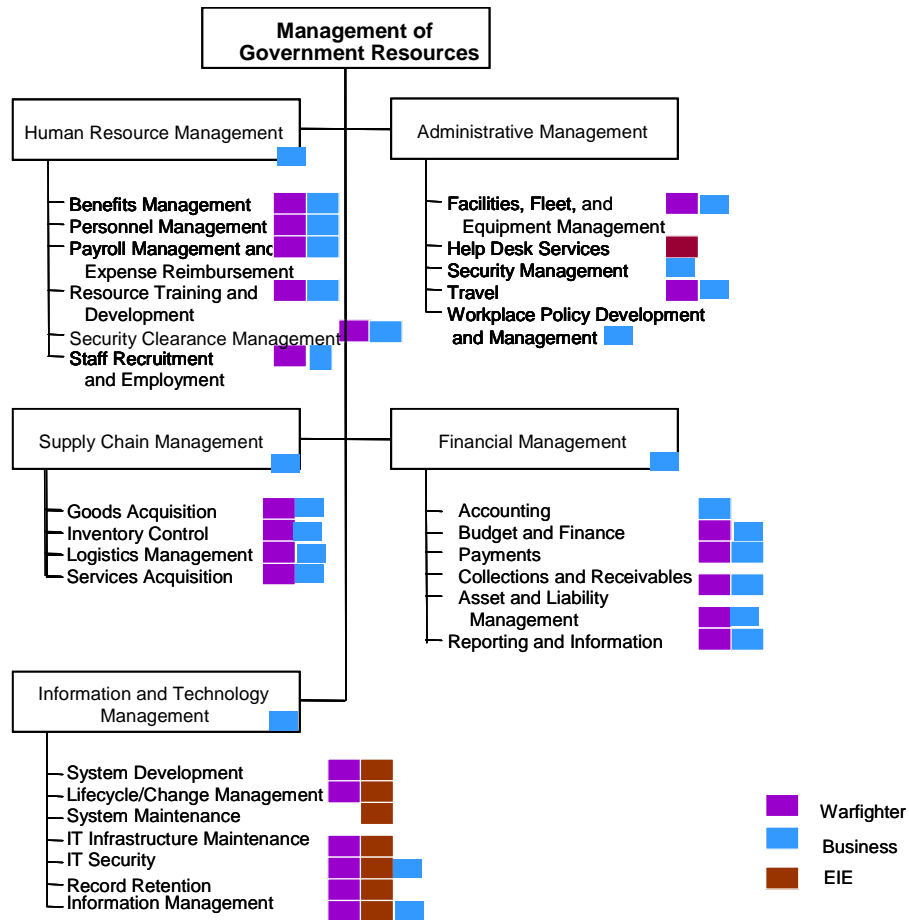 Management of
Government Resources
Human Resource Management
Benefits Management
Personnel Management
Payroll Management and
Expense Reimbursement
Resource Training and
Development
Security Clearance Management
Staff Recruitment
and Employment
Administrative Management
Facilities, Fleet, and
Equipment Management
Help Desk Services
Security Management
Travel
Workplace Policy Development
and Management
Supply Chain Management
Goods Acquisition
Inventory Control
Logistics Management
Services Acquisition
Financial Management
Accounting
Budget and Finance
Payments
Collections and Receivables
Asset and Liability
Management
Reporting and Information
Information and Technology
Management
System Development
Lifecycle/Change Management
System Maintenance
IT Infrastructure Maintenance
IT Security
Record Retention
Information Management
Warfighter
Business
EIE